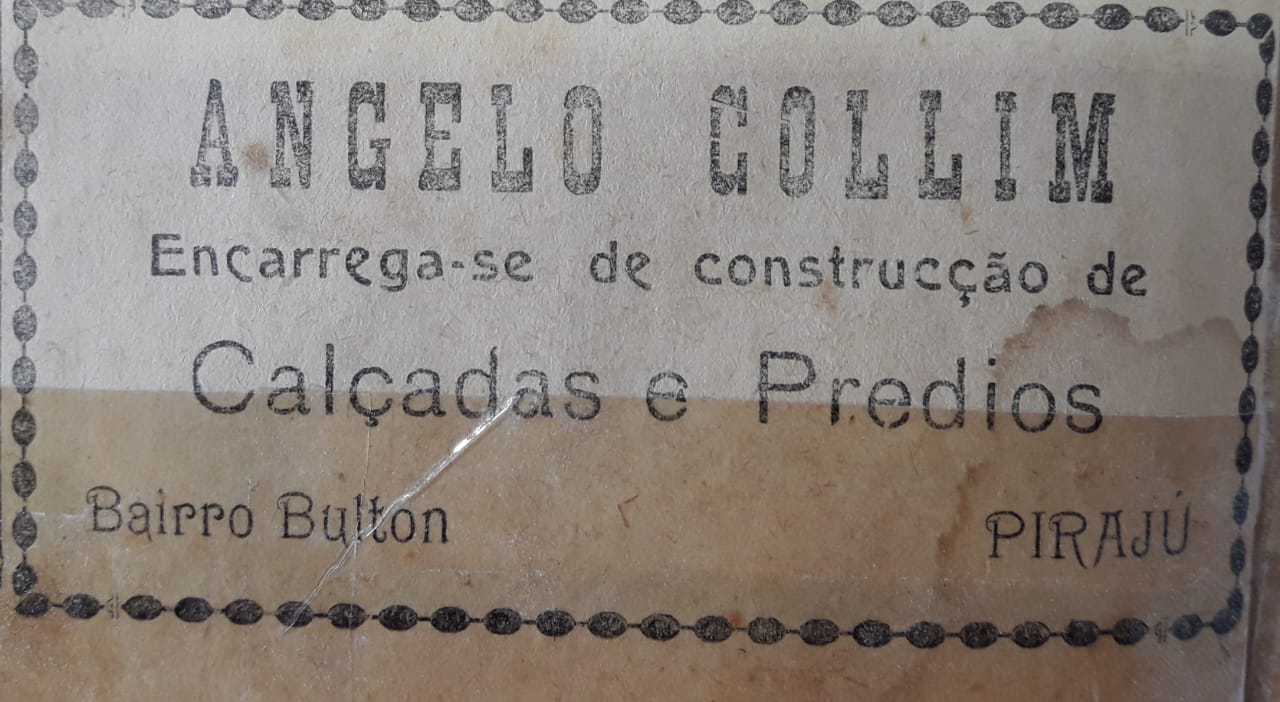 ANGELO COLLIM
Encarrega-se de construcção de
Calçadas e Predios
Bairro Bulton
PIRAJÚ